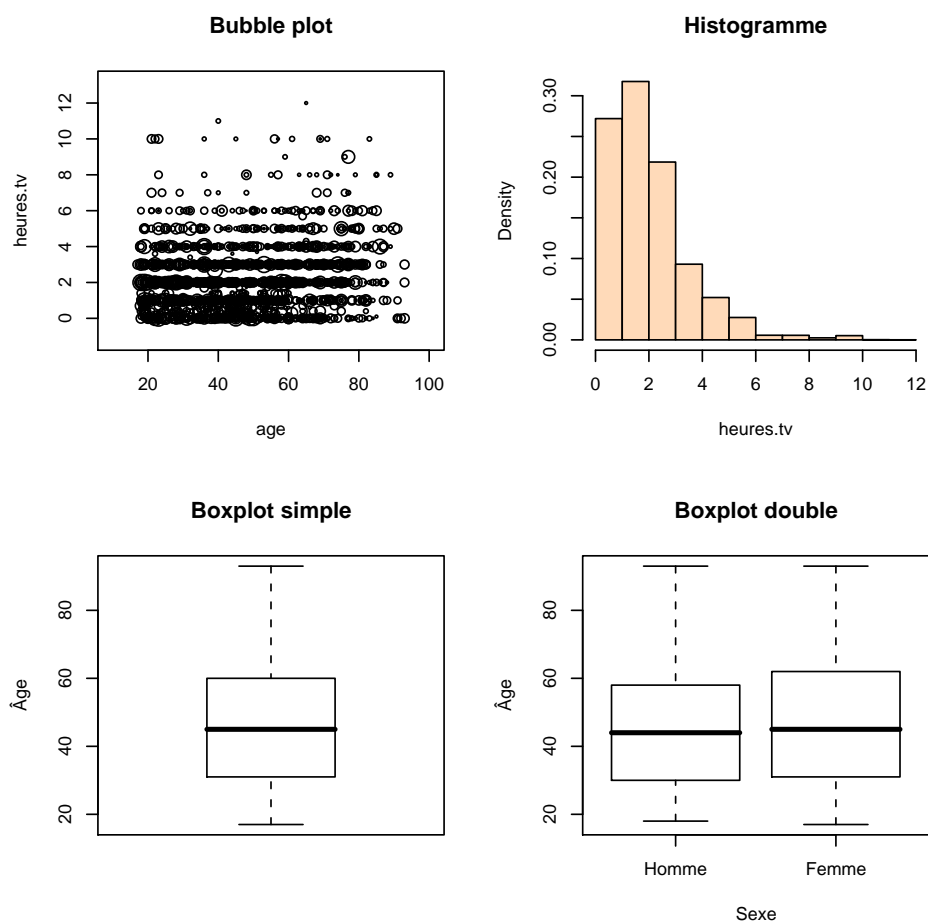 Bubble plot
heures.tv
12
10
8
6
4
2
0
20 40 60 80 100
age
Histogramme
Density
0.30
0.20
0.10
0.00
0 2 4 6 8 10 12
heures.tv
Boxplot simple
Âge
80
60
40
20
Boxplot double
Âge
80
60
40
20
Homme Femme
Sexe